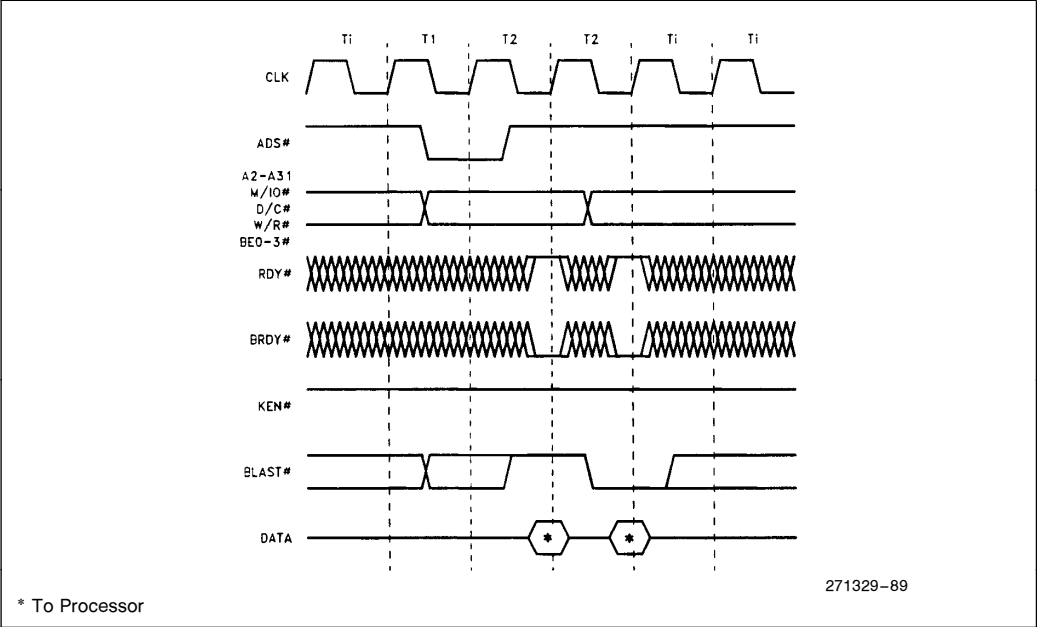 Ti T1 T2 T2 Ti Ti
CLK
ADS#
A2-A31
M/IO#
D/C#
W/R#
BE0-3#
RDY#
BRDY#
KEN#
BLAST#
DATA * *
271329–89
* To Processor